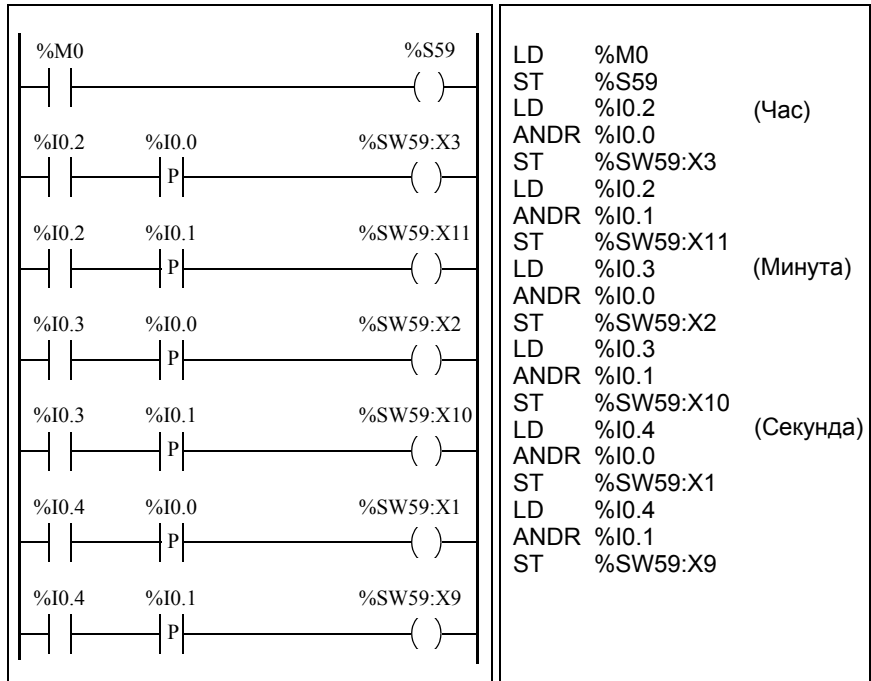 %M0 %S59
%I0.2 %I0.0 %SW59:X3
P
%I0.2 %I0.1 %SW59:X11
P
%I0.3 %I0.0 %SW59:X2
P
%I0.3 %I0.1 %SW59:X10
P
%I0.4 %I0.0 %SW59:X1
P
%I0.4 %I0.1 %SW59:X9
P
LD %M0
ST %S59
LD %I0.2 (Час)
ANDR %I0.0
ST %SW59:X3
LD %I0.2
ANDR %I0.1
ST %SW59:X11
LD %I0.3 (Минута)
ANDR %I0.0
ST %SW59:X2
LD %I0.3
ANDR %I0.1
ST %SW59:X10
LD %I0.4 (Секунда)
ANDR %I0.0
ST %SW59:X1
LD %I0.4
ANDR %I0.1
ST %SW59:X9